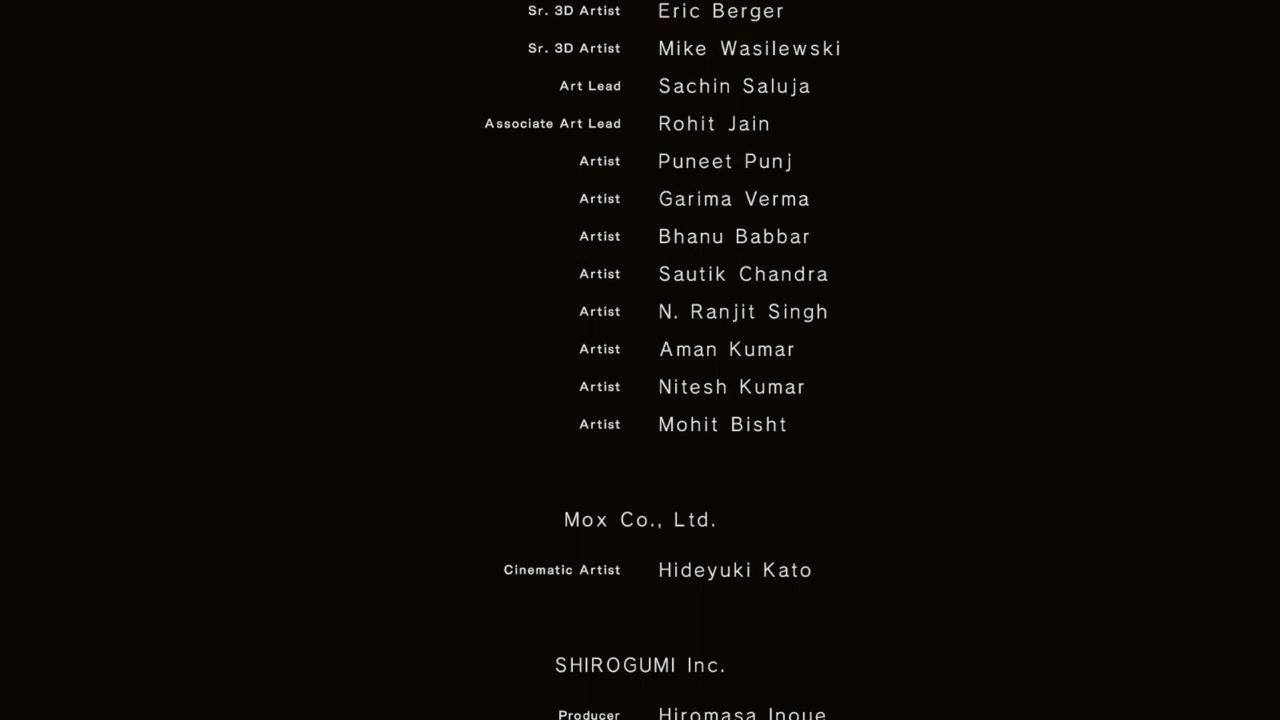 Sr. 3D Artist Eric Berger
Sr. 3D Artist Mike Wasilewski
Art Lead Sachin Saluja
Associate Art Lead Rohit Jain
Artist Puneet Punj
Artist Garima Verma
Artist Bhanu Babbar
Artist Sautik Chandra
Artist N. Ranjit Singh
Artist Aman Kumar
Artist Nitesh Kumar
Artist Mohit Bisht
Mox Co., Ltd.
Cinematic Artist Hideyuki Kato
SHIROGUMI Inc.
Producer Hiromasa Inoue